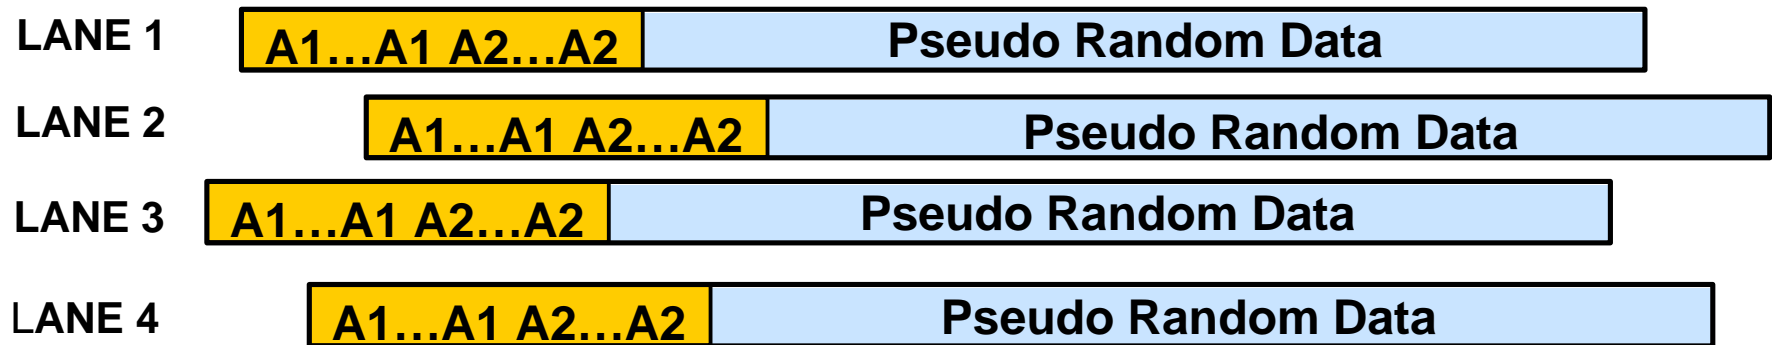 LANE 1 A1...A1 A2...A2 Pseudo Random Data
LANE 2 A1...A1 A2...A2 Pseudo Random Data
LANE 3 A1...A1 A2...A2 Pseudo Random Data
LANE 4 A1...A1 A2...A2 Pseudo Random Data